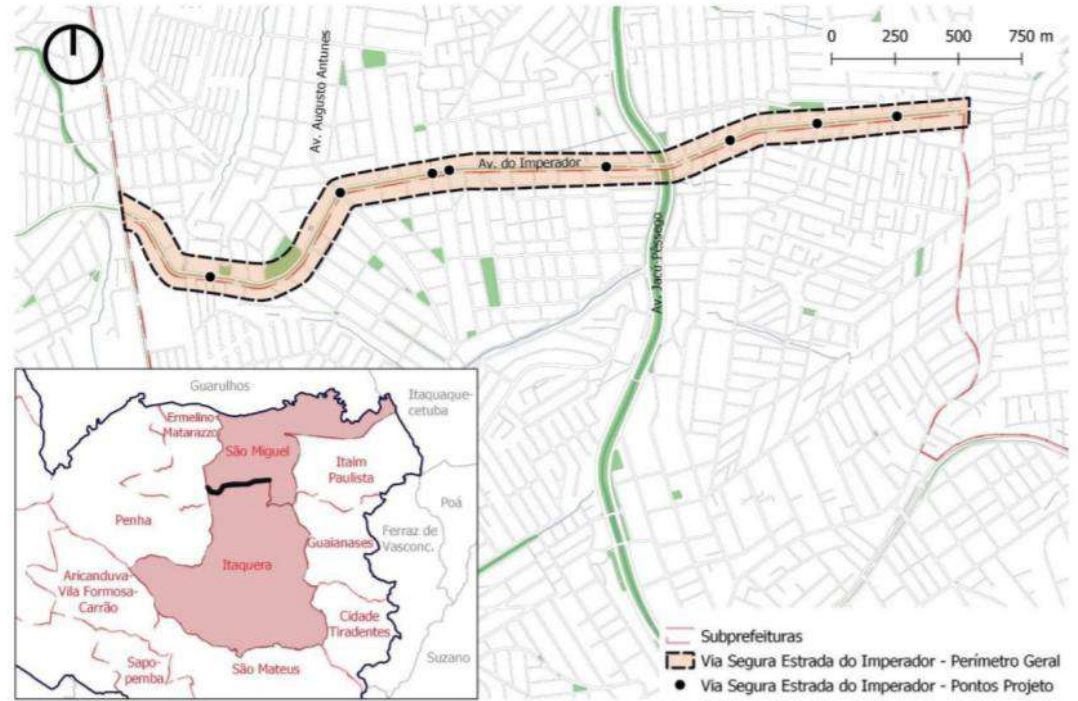 0 250 500 750 m
Av. Augusto Antunes
Av. do Imperador
Av. Jacú Pêssego
Guarulhos
Itaquaque-
cetuba
Ermelino-
Matarazzo
São Miguel
Itaim
Paulista
Poá
Penha
Ferraz de
Vasconc.
Guaianases
Itaquera
Aricanduva-
Vila Formosa-
Carrão
Cidade
Tiradentes
Suzano
Sapo-
pemba
São Mateus
Subprefeituras
Via Segura Estrada do Imperador - Perímetro Geral
Via Segura Estrada do Imperador - Pontos Projeto